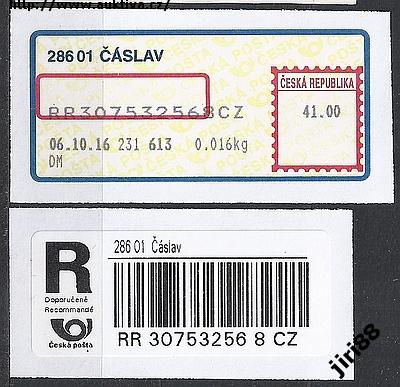 http://www.auktiva.cz/
286 01 ČÁSLAV
ČESKÁ REPUBLIKA
RR307532568CZ
41.00
06.10.16 231 613 0.016kg
DM
R
Doporučeně
Recommandé
Česká pošta
286 01 Čáslav
RR 30753256 8 CZ
jiri88